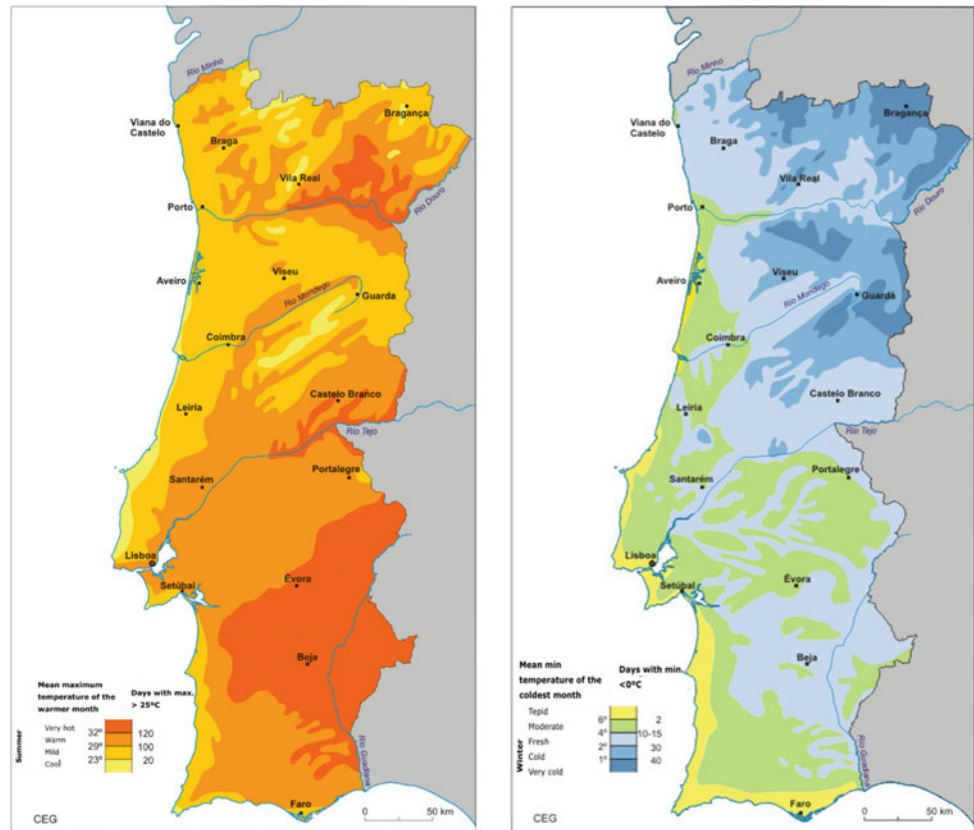 Rio Minho
Bragança
Viana do
Castelo
Braga
Vila Real
Porto
Rio Douro
Aveiro
Viseu
Rio Mondego
Guarda
Coimbra
Castelo Branco
Leiria
Rio Tejo
Portalegre
Santarém
Lisboa
Setúbal
Évora
Beja
Rio Guadiana
Faro
Summer
Mean maximum
temperature of the
warmer month
Days with max.
> 25ºC
Very hot
32º 120
Warm
29º 100
Mild
23º 20
Cool
0 50 km
CEG
Rio Minho
Bragança
Viana do
Castelo
Braga
Vila Real
Porto
Rio Douro
Aveiro
Viseu
Rio Mondego
Guarda
Coimbra
Castelo Branco
Leiria
Rio Tejo
Portalegre
Santarém
Lisboa
Setúbal
Évora
Beja
Rio Guadiana
Faro
Winter
Mean min
temperature of the
coldest month
Days with min.
<0ºC
Tepid
6º 2
Moderate
4º 10-15
Fresh
2º 30
Cold
1º 40
Very cold
0 50 km
CEG